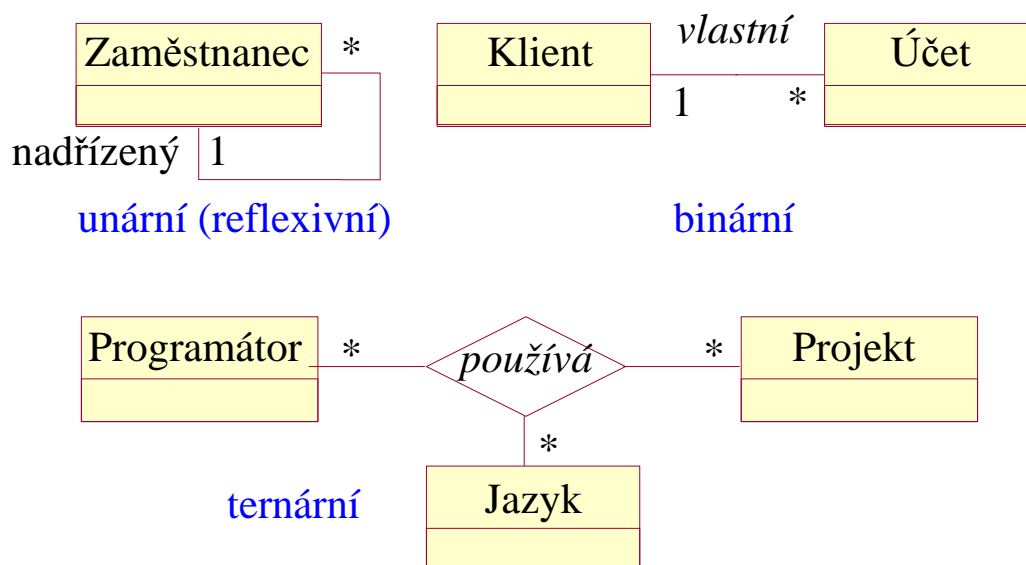 Zaměstnanec *
nadřízený 1
unární (reflexivní)
Klient vlastní Účet
1 *
binární
Programátor * používá * Projekt
*
ternární
Jazyk